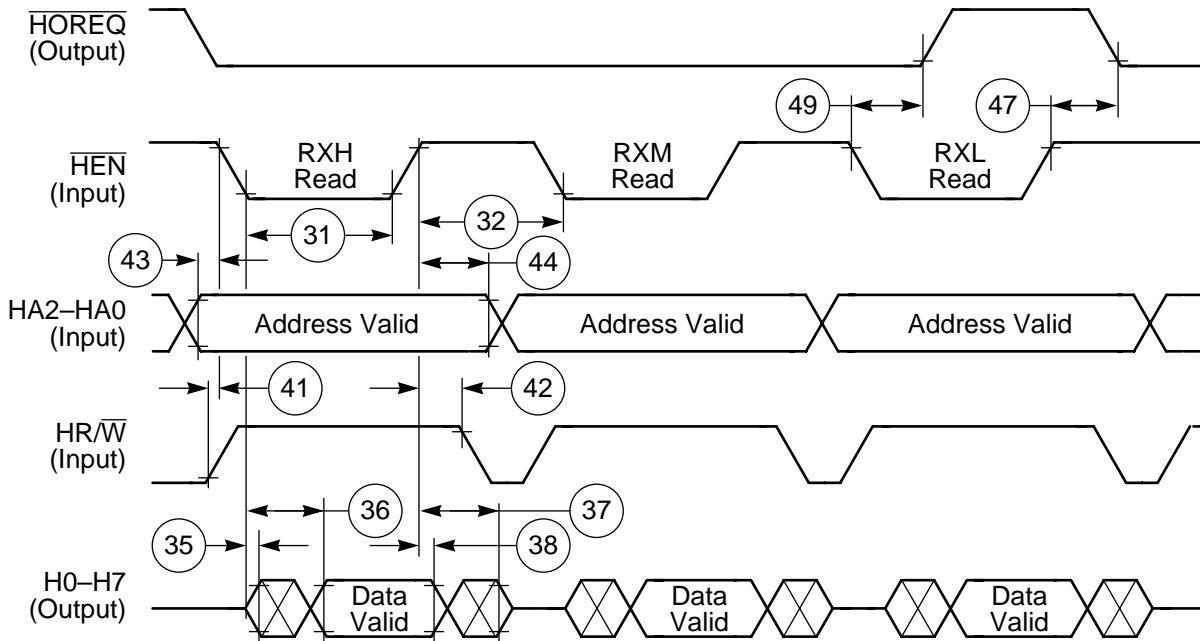 HOREQ
(Output)
49
47
HEN
(Input)
RXH
Read
RXM
Read
RXL
Read
31
32
43
44
HA2–HA0
(Input)
Address Valid
Address Valid
Address Valid
41
42
HR/W
(Input)
36
37
35
38
H0–H7
(Output)
Data
Valid
Data
Valid
Data
Valid